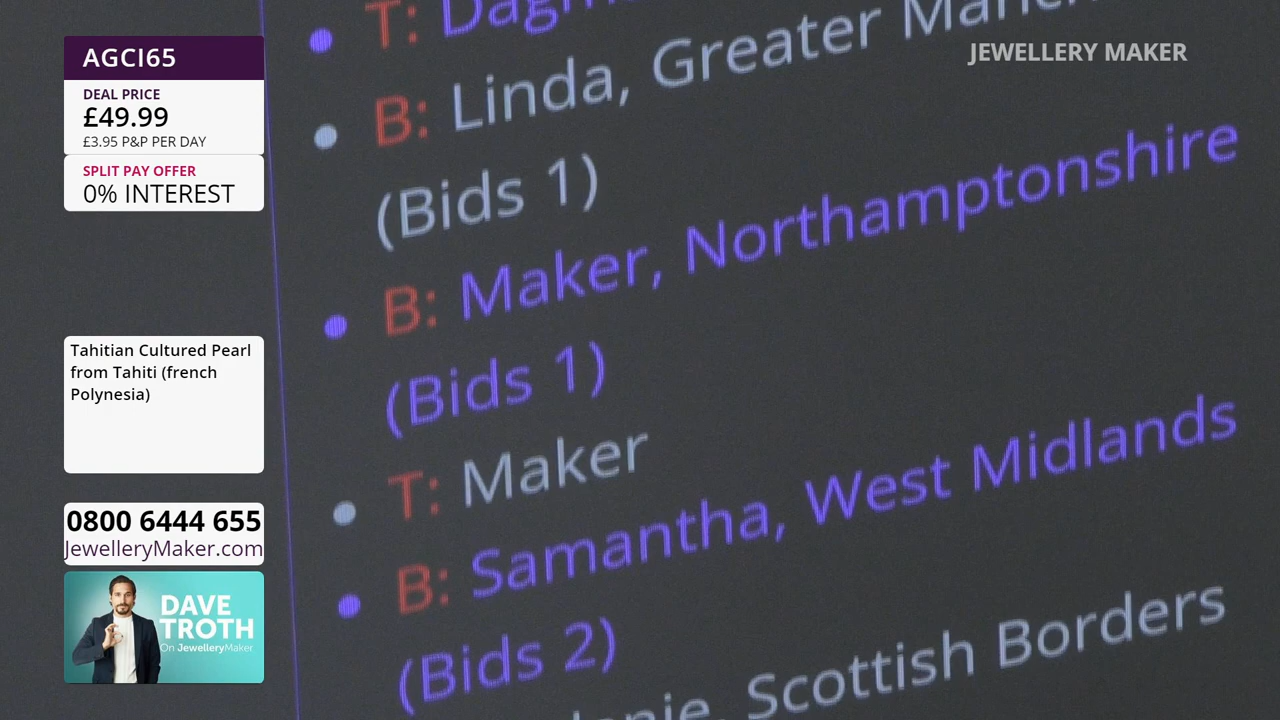 AGCI65
DEAL PRICE
£49.99
£3.95 P&P PER DAY
SPLIT PAY OFFER
0% INTEREST
Tahitian Cultured Pearl
from Tahiti (french
Polynesia)
0800 6444 655
JewelleryMaker.com
DAVE
TROTH
On JewelleryMaker
JEWELLERY MAKER
T:
B: Linda, Greater
(Bids 1)
B: Maker, Northamptonshire
(Bids 1)
T: Maker
B: Samantha, West Midlands
(Bids 2)
Scottish Borders